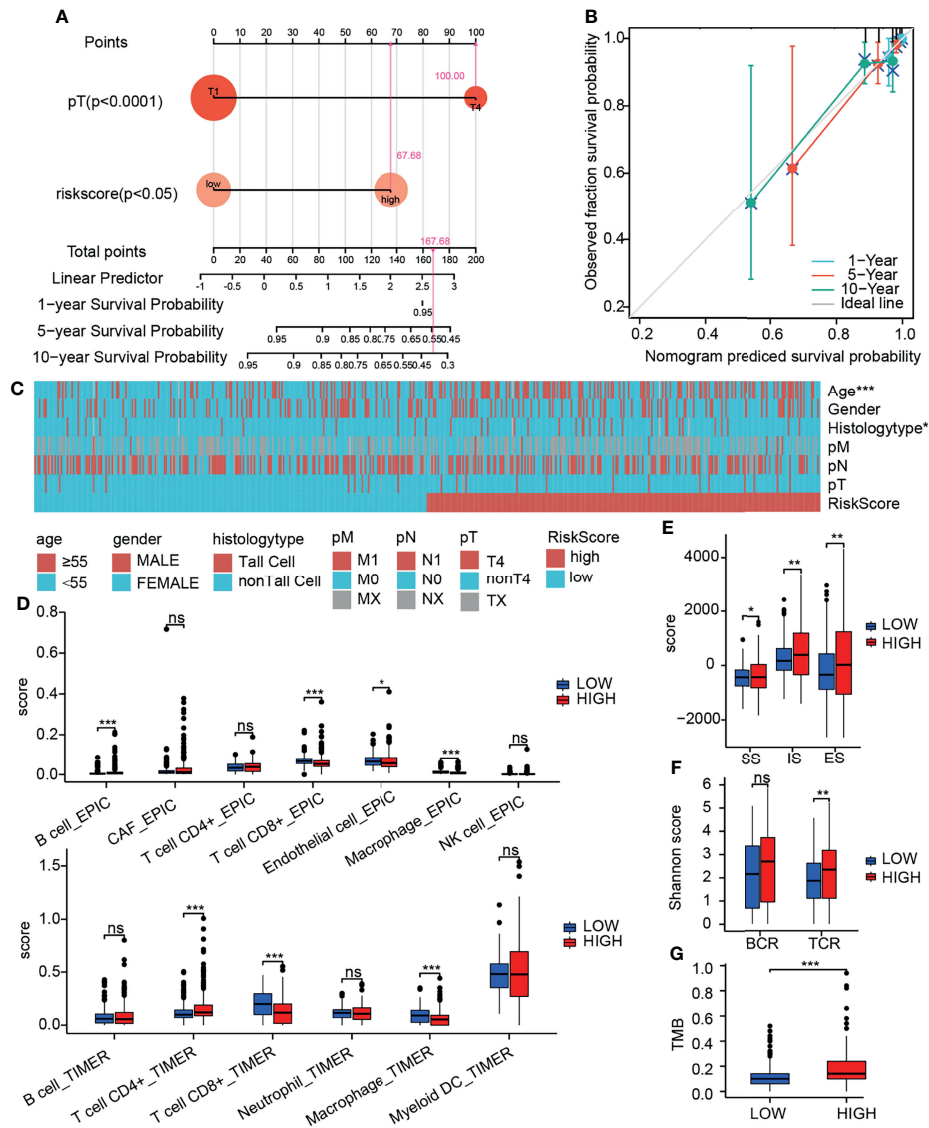 A
Points
0 10 20 30 40 50 60 70 80 90 100
100.00
pT(p<0.0001)
T1
T4
67.68
riskscore(p<0.05)
low
high
167.68
Total points
0 20 40 60 80 100 120 140 160 180 200
Linear Predictor
-1 -0.5 0 0.5 1 1.5 2 2.5 3
1-year Survival Probability
0.95
5-year Survival Probability
0.95 0.9 0.85 0.80.75 0.65 0.55 0.45
10-year Survival Probability
0.95 0.9 0.85 0.80.75 0.650.55 0.45 0.3
B
Observed fraction survival probability
1.0
0.8
0.6
0.4
0.2
1-Year
5-Year
10-Year
Ideal line
0.2 0.4 0.6 0.8 1.0
Nomogram prediced survival probability
C
Age***
Gender
Histologytype*
pM
pN
pT
RiskScore
age gender histologytype pM pN pT RiskScore
≥55 MALE Tall Cell M1 N1 T4 high
<55 FEMALE nonTall Cell M0 N0 nonT4 low
MX NX TX
D
score
0.8
0.6
0.4
0.2
0.0
*** ns ns *** * *** ns
LOW
HIGH
B cell_EPIC
CAF_EPIC
T cell CD4+_EPIC
T cell CD8+_EPIC
Endothelial cell_EPIC
Macrophage_EPIC
NK cell_EPIC
score
1.5
1.0
0.5
0.0
ns *** *** ns *** ns
LOW
HIGH
B cell_TIMER
T cell CD4+_TIMER
T cell CD8+_TIMER
Neutrophil_TIMER
Macrophage_TIMER
Myeloid DC_TIMER
E
score
4000
2000
0
−2000
* ** **
LOW
HIGH
SS IS ES
F
Shannon score
6
5
4
3
2
1
0
ns **
LOW
HIGH
BCR TCR
G
TMB
1.0
0.8
0.6
0.4
0.2
0.0
***
LOW HIGH